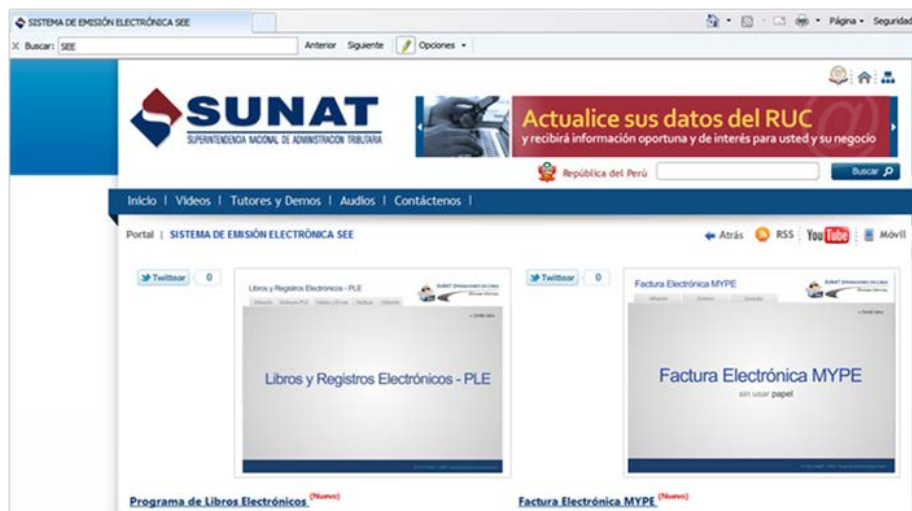 SISTEMA DE EMISIÓN ELECTRÓNICA SEE
Página Seguridad
X Buscar: SEE Anterior Siguiente Opciones
SUNAT
SUPERINTENDENCIA NACIONAL DE ADMINISTRACIÓN TRIBUTARIA
Actualice sus datos del RUC
y recibirá información oportuna y de interés para usted y su negocio
República del Perú Buscar
Inicio | Videos | Tutores y Demos | Audios | Contáctenos |
Portal | SISTEMA DE EMISIÓN ELECTRÓNICA SEE Atrás RSS YouTube Móvil
Twittear 0 Twittear 0
Libros y Registros Electrónicos - PLE
Factura Electrónica MYPE
Libros y Registros Electrónicos - PLE
Factura Electrónica MYPE
sin usar papel
Programa de Libros Electrónicos (Nuevo) Factura Electrónica MYPE (Nuevo)